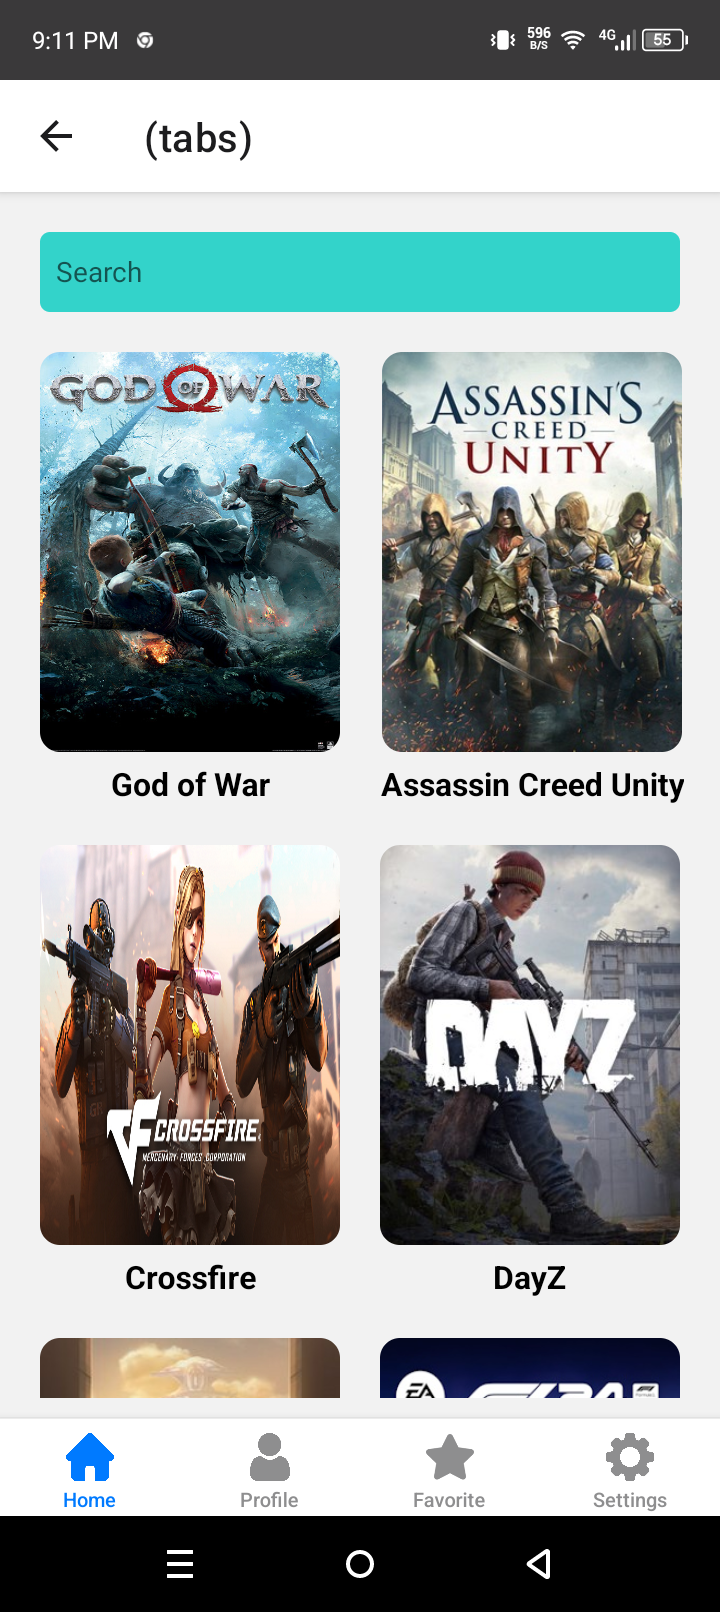 9:11 PM
596
B/S
4G
55
(tabs)
Search
GOD OF WAR
ASSASSIN'S
CREED
UNITY
God of War
Assassin Creed Unity
CROSSFIRE
MERCENARY FORCES CORPORATION
DAYZ
Crossfire
DayZ
EA
Home
Profile
Favorite
Settings